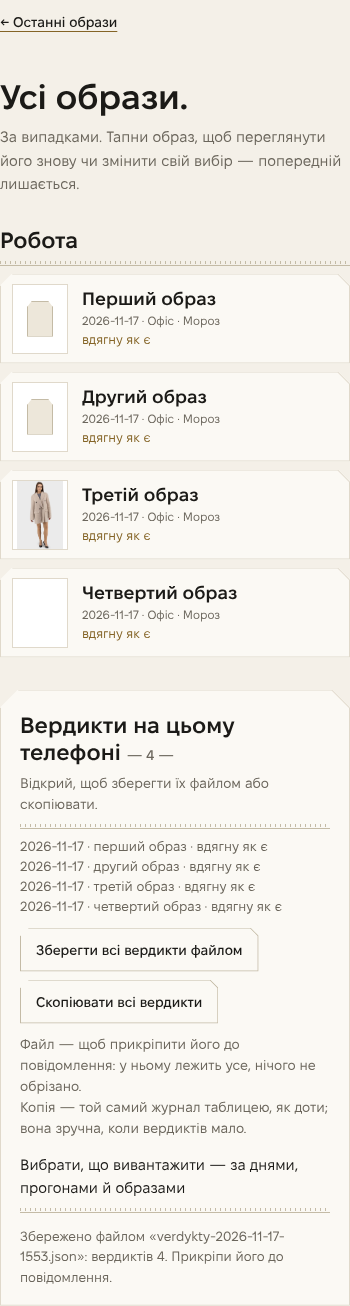 ← Останні образи
Усі образи.
За випадками. Тапни образ, щоб переглянути
його знову чи змінити свій вибір — попередній
лишається.
Робота
Перший образ
2026-11-17 · Офіс · Мороз
вдягну як є
Другий образ
2026-11-17 · Офіс · Мороз
вдягну як є
Третій образ
2026-11-17 · Офіс · Мороз
вдягну як є
Четвертий образ
2026-11-17 · Офіс · Мороз
вдягну як є
Вердикти на цьому
телефоні — 4 —
Відкрий, щоб зберегти їх файлом або
скопіювати.
2026-11-17 · перший образ · вдягну як є
2026-11-17 · другий образ · вдягну як є
2026-11-17 · третій образ · вдягну як є
2026-11-17 · четвертий образ · вдягну як є
Зберегти всі вердикти файлом
Скопіювати всі вердикти
Файл — щоб прикріпити його до
повідомлення: у ньому лежить усе, нічого не
обрізано.
Копія — той самий журнал таблицею, як доти;
вона зручна, коли вердиктів мало.
Вибрати, що вивантажити — за днями,
прогонами й образами
Збережено файлом «verdykty-2026-11-17-
1553.json»: вердиктів 4. Прикріпи його до
повідомлення.